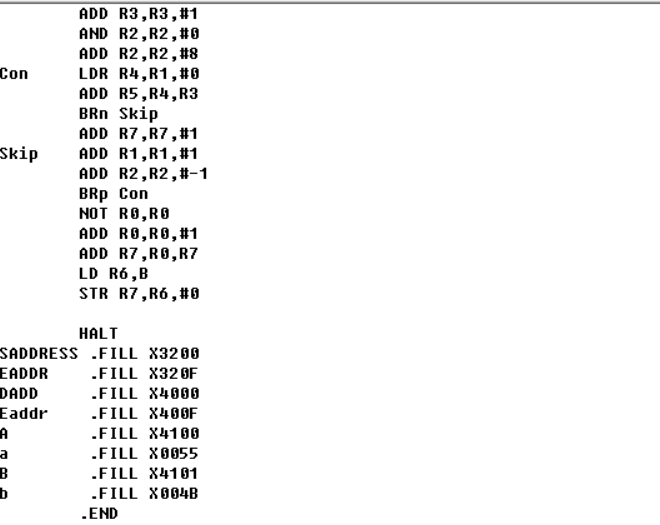 ADD R3,R3,#1
AND R2,R2,#0
ADD R2,R2,#8
Con LDR R4,R1,#0
ADD R5,R4,R3
BRn Skip
ADD R7,R7,#1
Skip ADD R1,R1,#1
ADD R2,R2,#-1
BRp Con
NOT R0,R0
ADD R0,R0,#1
ADD R7,R0,R7
LD R6,B
STR R7,R6,#0
HALT
SADDRESS .FILL X3200
EADDR .FILL X320F
DADD .FILL X4000
Eaddr .FILL X400F
A .FILL X4100
a .FILL X0055
B .FILL X4101
b .FILL X004B
.END